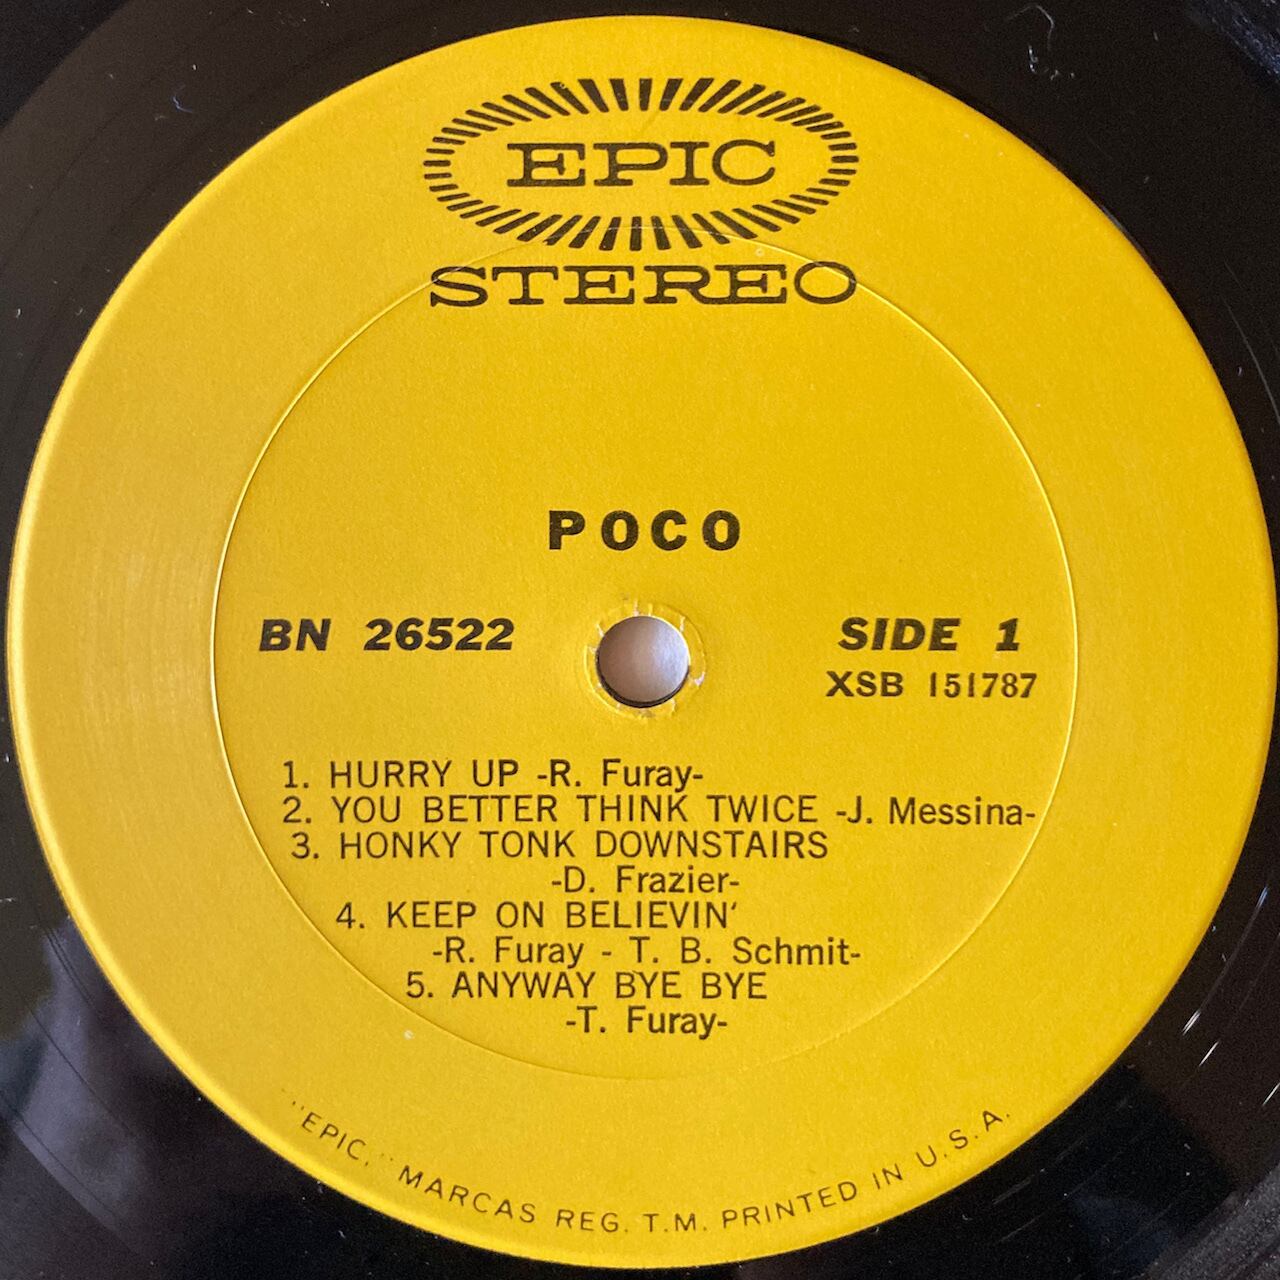 EPIC
STEREO
POCO
BN 26522
SIDE 1
XSB 151787
1. HURRY UP -R. Furay-
2. YOU BETTER THINK TWICE -J. Messina-
3. HONKY TONK DOWNSTAIRS
-D. Frazier-
4. KEEP ON BELIEVIN'
-R. Furay - T. B. Schmit-
5. ANYWAY BYE BYE
-T. Furay-
"EPIC," MARCAS REG. T.M. PRINTED IN U.S.A.